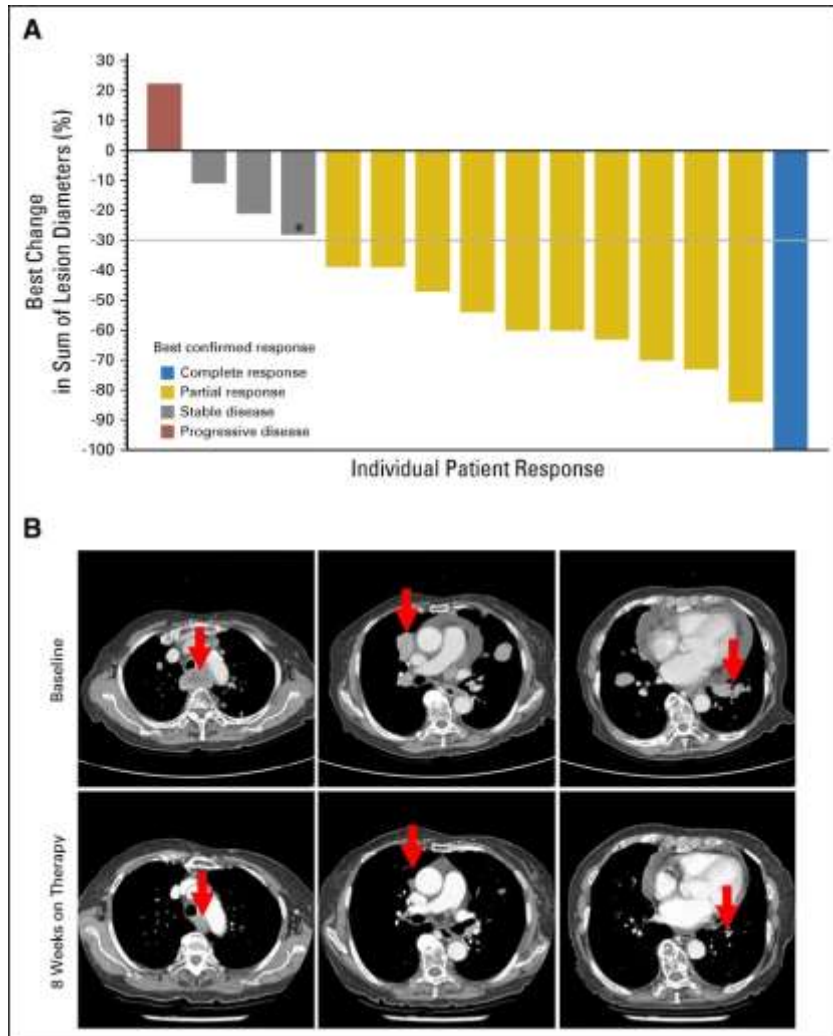 A
30
20
10
0
-10
-20
-30
-40
-50
-60
-70
-80
-90
-100
Best Change
in Sum of Lesion Diameters (%)
*
Best confirmed response
Complete response
Partial response
Stable disease
Progressive disease
Individual Patient Response
B
Baseline
8 Weeks on Therapy